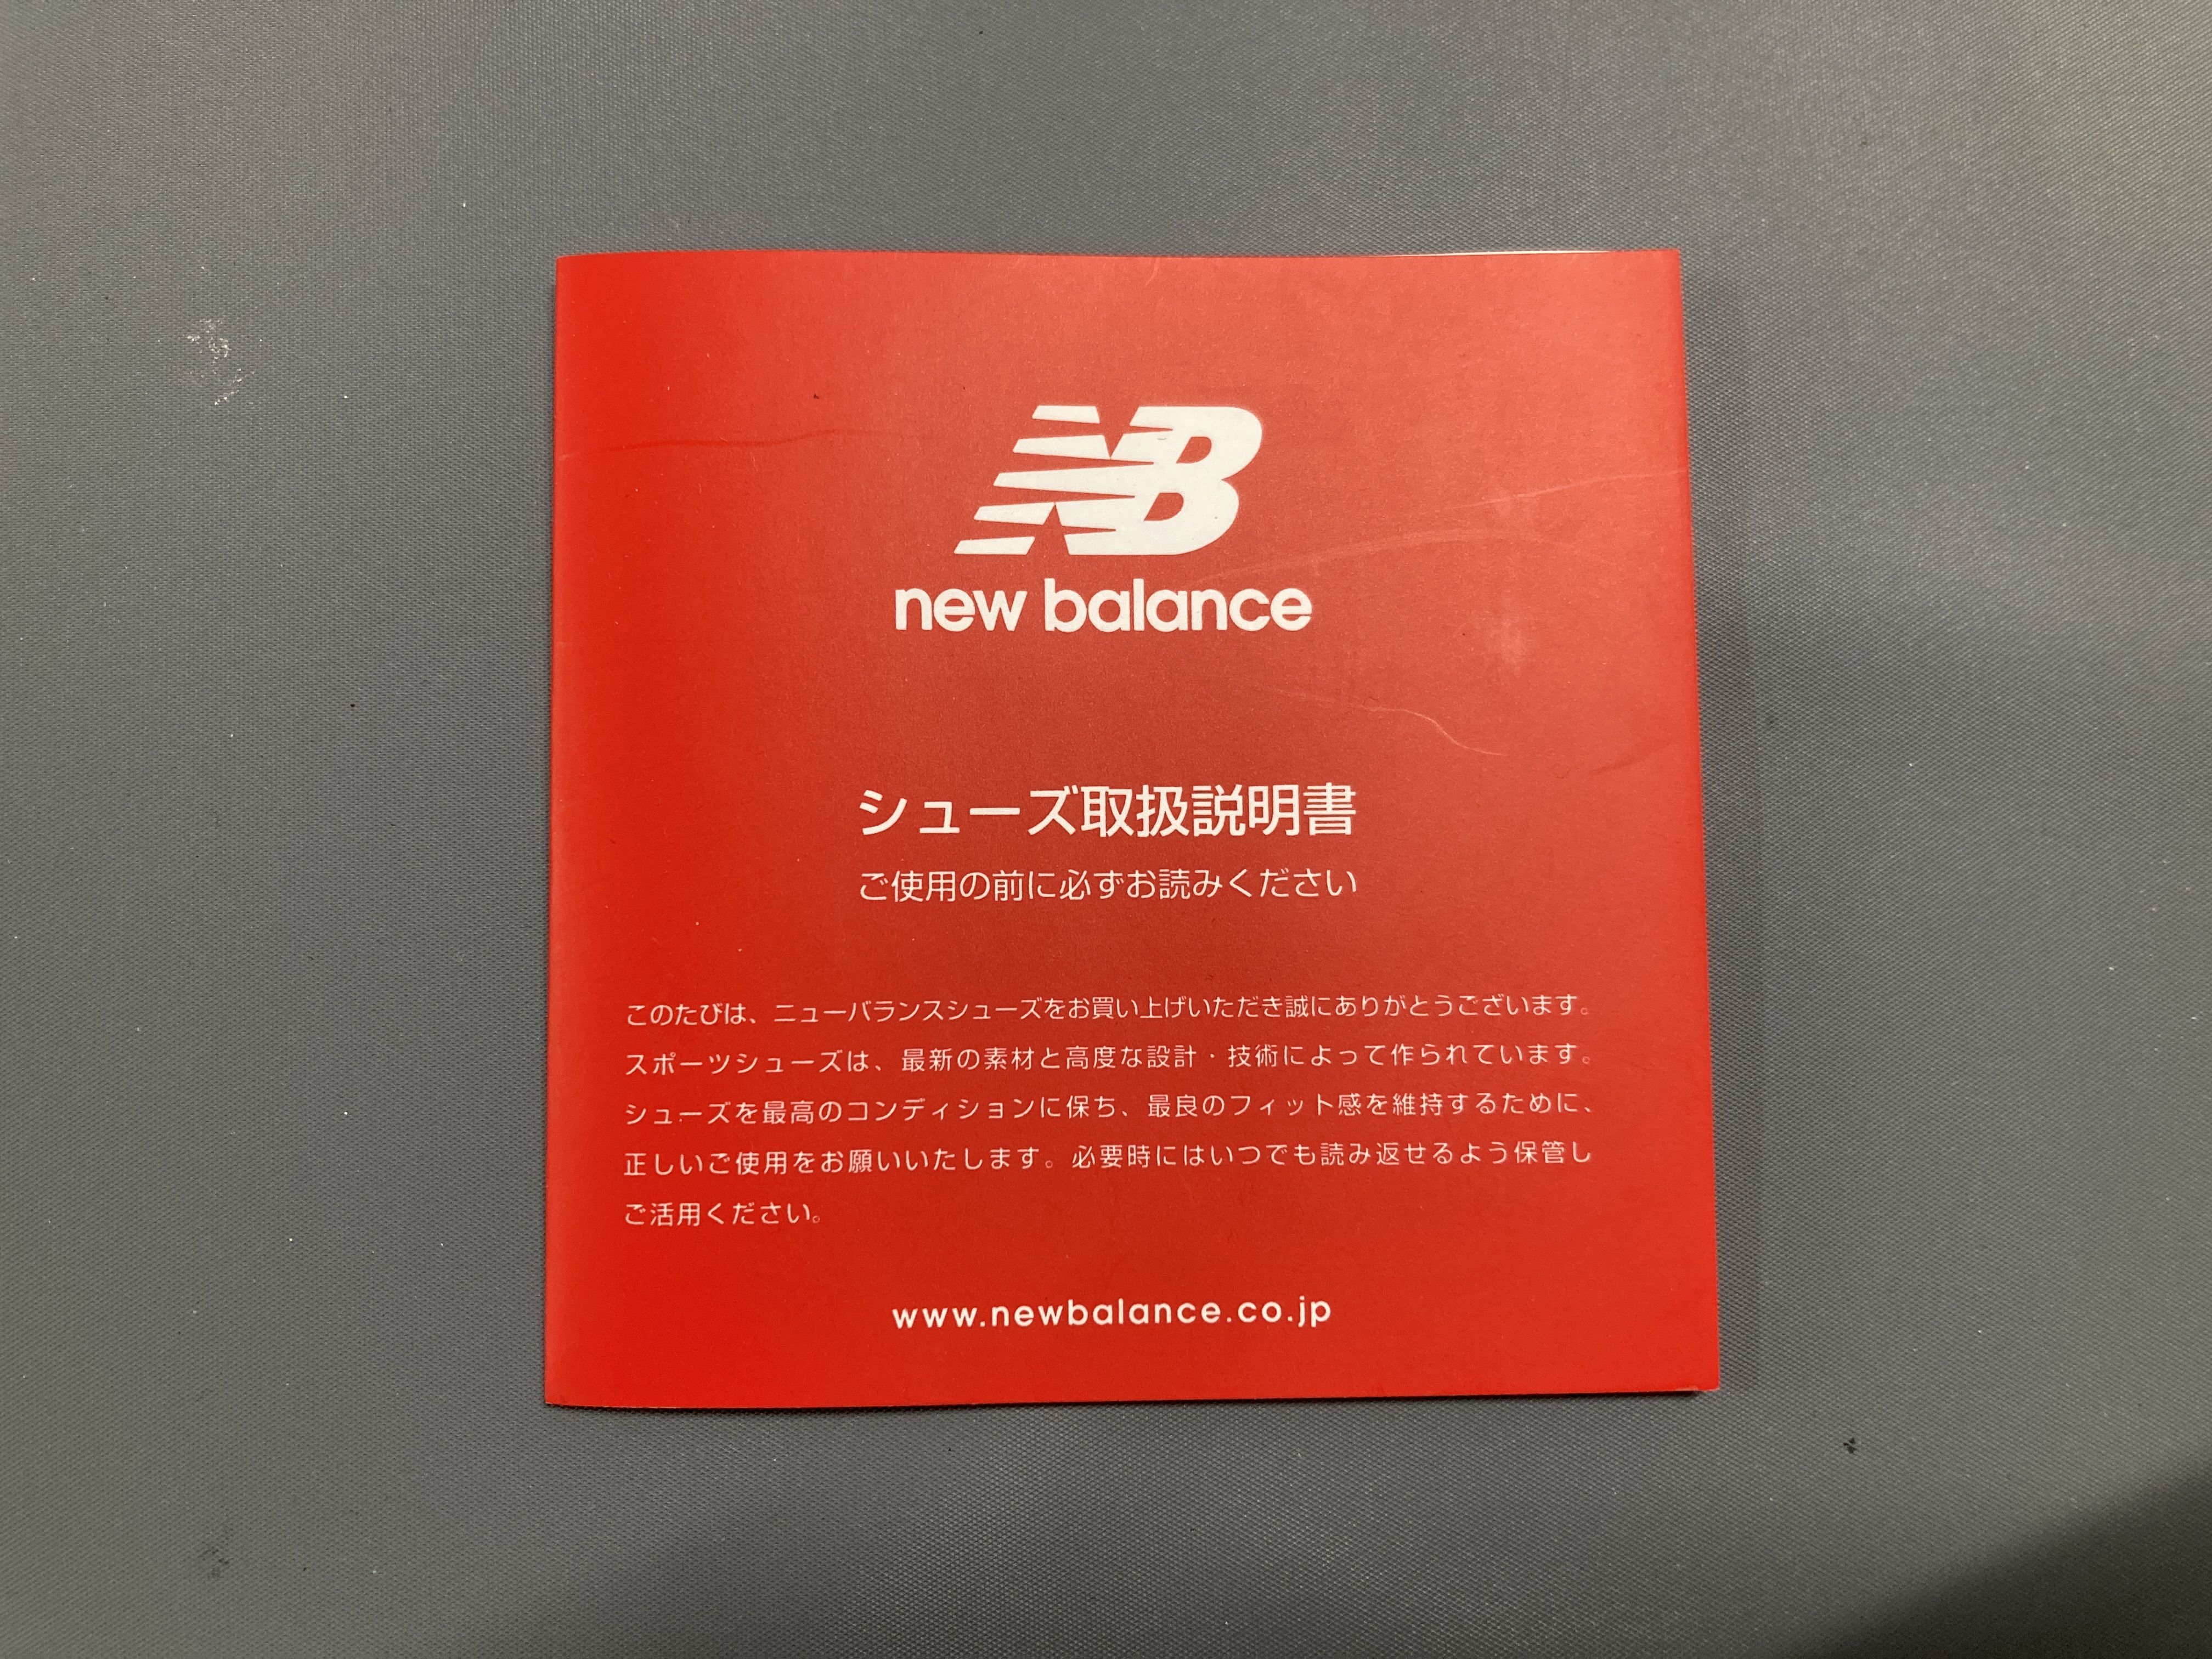 NB
new balance
シューズ取扱説明書
ご使用の前に必ずお読みください
このたびは、ニューバランスシューズをお買い上げいただき誠にありがとうございます。
スポーツシューズは、最新の素材と高度な設計・技術によって作られています。
シューズを最高のコンディションに保ち、最良のフィット感を維持するために、
正しいご使用をお願いいたします。必要時にはいつでも読み返せるよう保管し
ご活用ください。
www.newbalance.co.jp